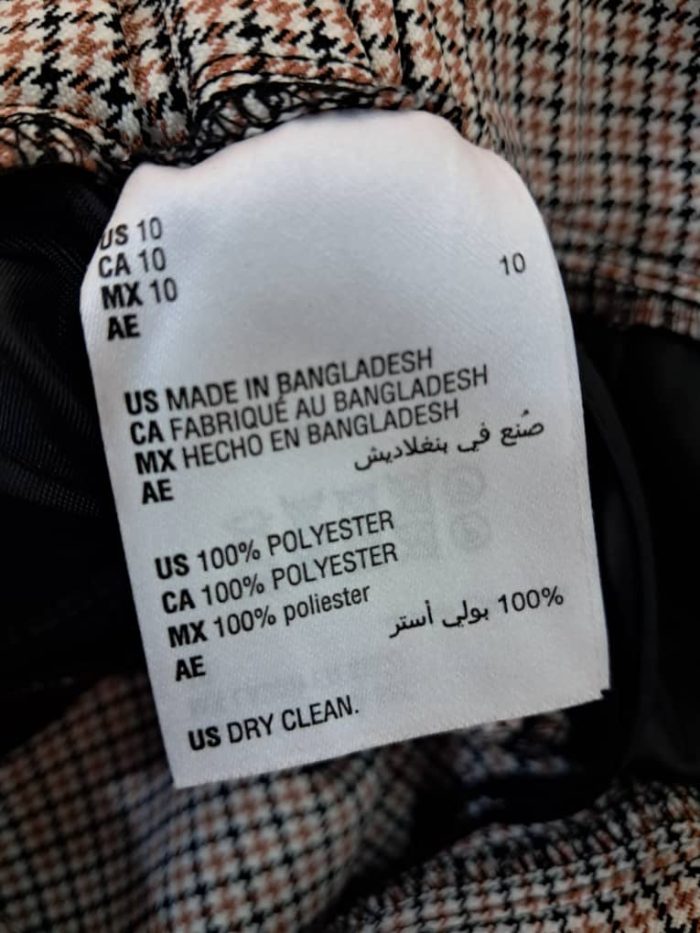 US 10
CA 10
MX 10
AE 10
US MADE IN BANGLADESH
CA FABRIQUÉ AU BANGLADESH
MX HECHO EN BANGLADESH
AE صُنع في بنغلاديش
US 100% POLYESTER
CA 100% POLYESTER
MX 100% poliester
AE 100% بولي أستر
US DRY CLEAN.